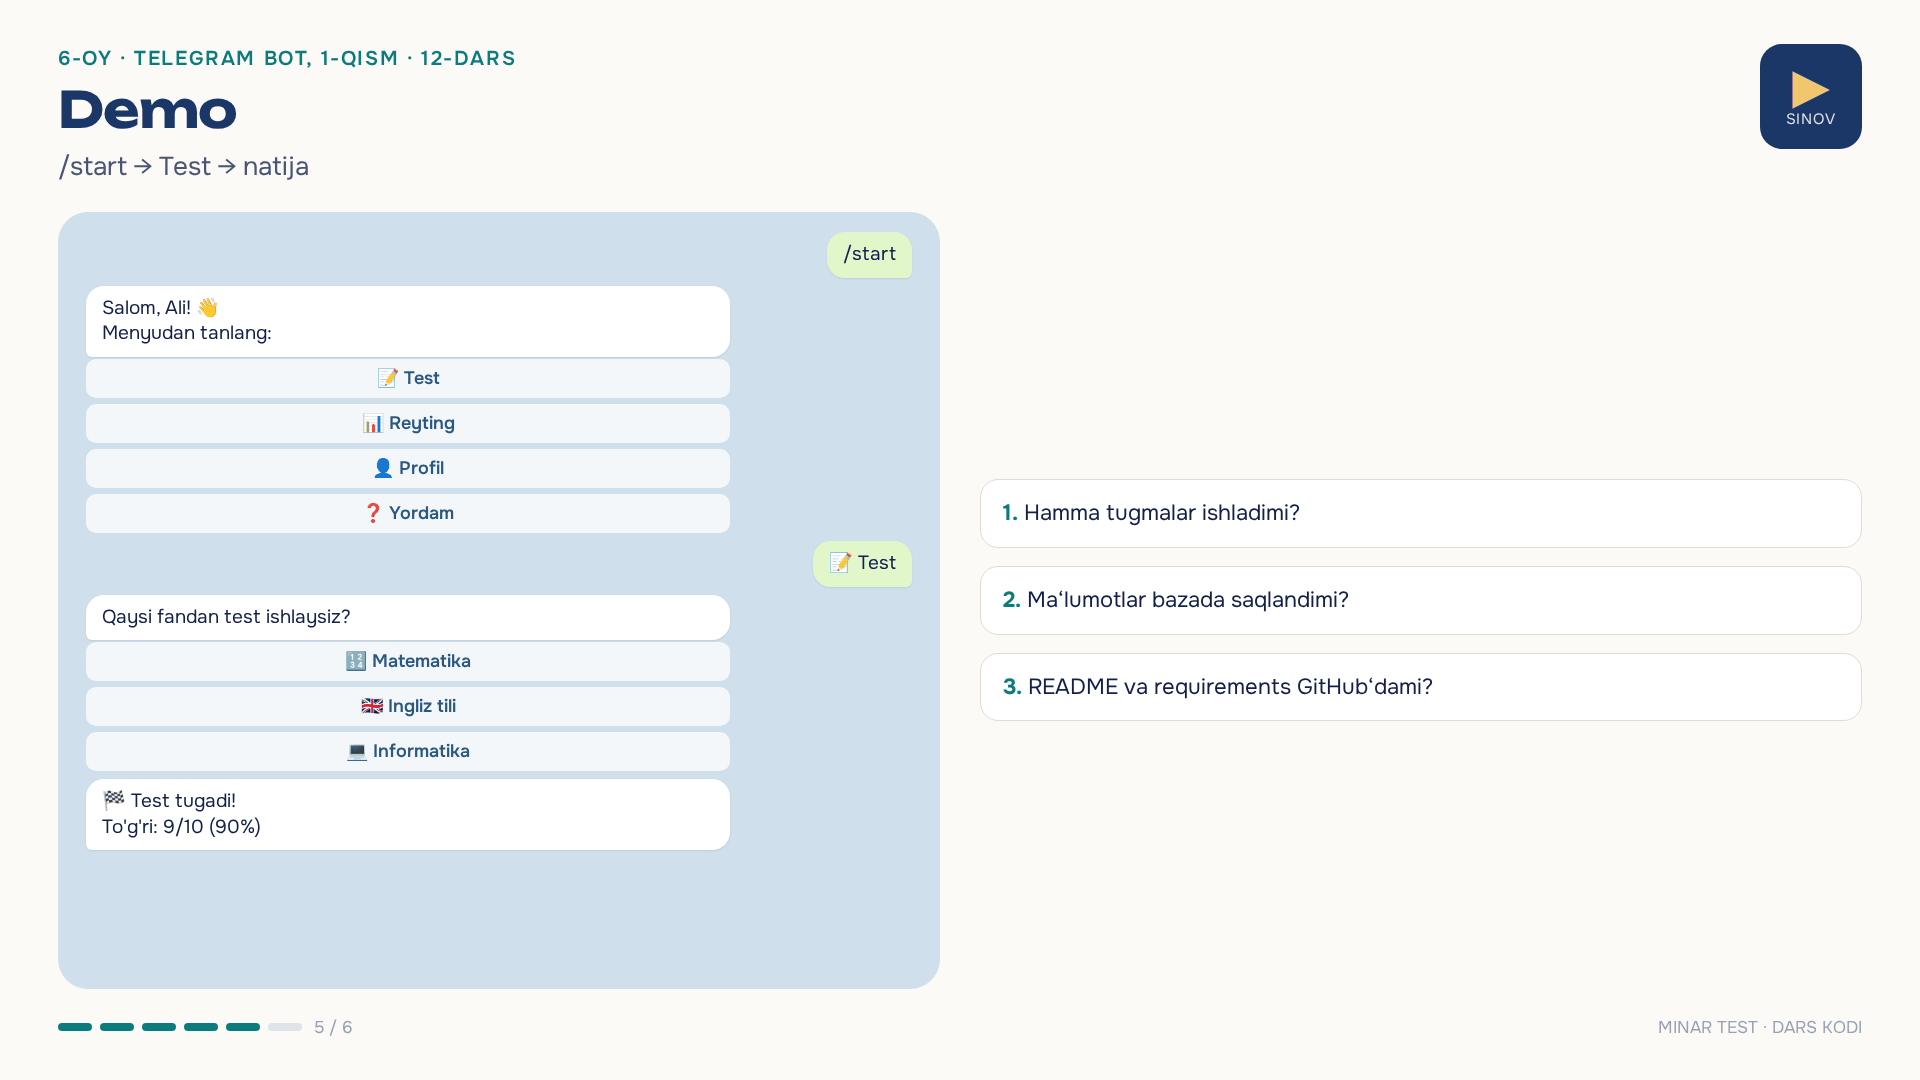 6-OY · TELEGRAM BOT, 1-QISM · 12-DARS
Demo
/start → Test → natija
SINOV
/start
Salom, Ali! 👋
Menyudan tanlang:
📝 Test
📊 Reyting
👤 Profil
❓ Yordam
📝 Test
Qaysi fandan test ishlaysiz?
🔢 Matematika
🇬🇧 Ingliz tili
💻 Informatika
🏁 Test tugadi!
To'g'ri: 9/10 (90%)
1. Hamma tugmalar ishladimi?
2. Ma‘lumotlar bazada saqlandimi?
3. README va requirements GitHub‘dami?
5 / 6
MINAR TEST · DARS KODI